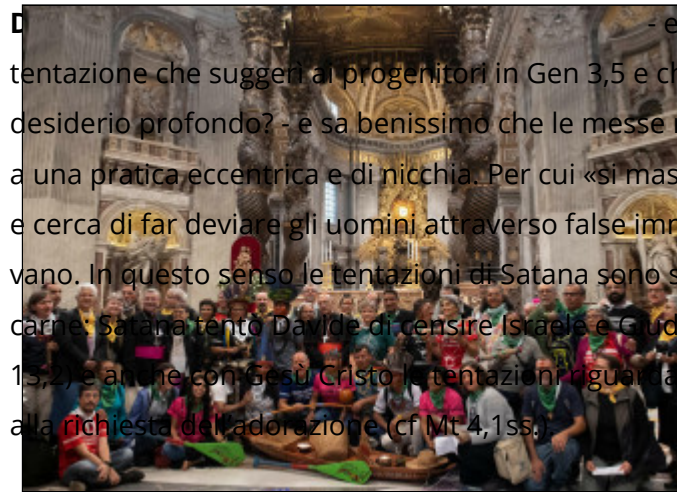 D - e
tentazione che suggerì ai progenitori in Gen 3,5 e ch
desiderio profondo? - e sa benissimo che le messe
a una pratica eccentrica e di nicchia. Per cui «si mas
e cerca di far deviare gli uomini attraverso false imm
vano. In questo senso le tentazioni di Satana sono s
carne: Satana tentò Davide di censire Israele e Giud
13,2) e anche con Gesù Cristo le tentazioni riguarda
alla richiesta dell'adorazione (cf Mt 4,1ss).